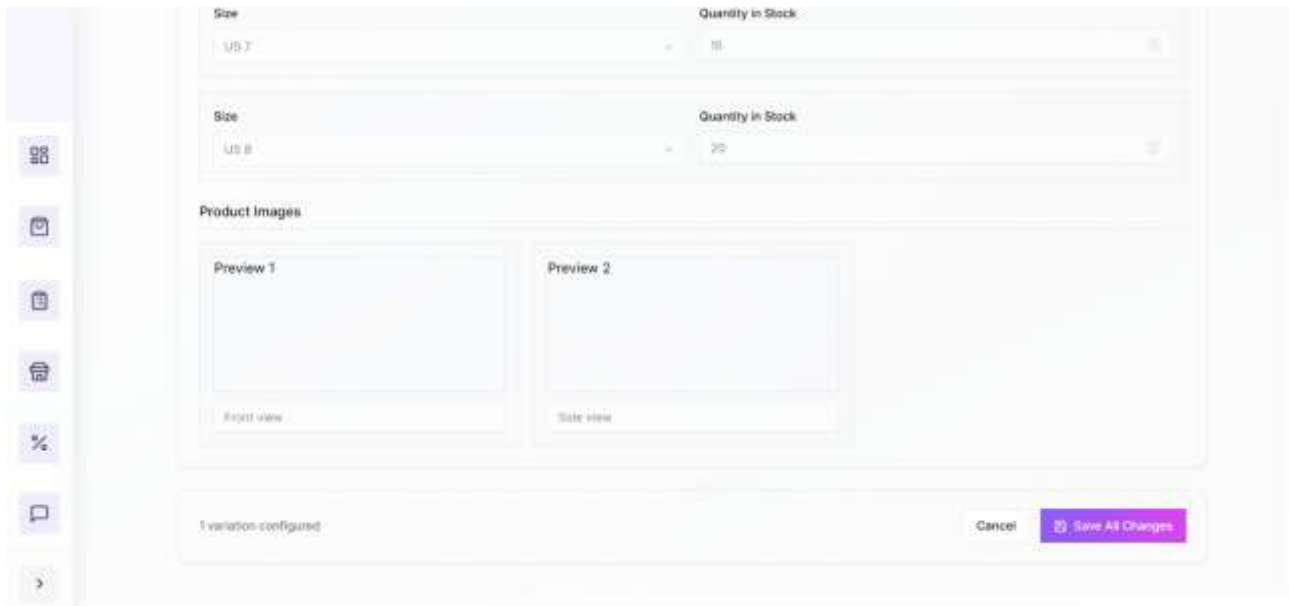 Size
Quantity in Stock
US 7
Size
Quantity in Stock
US 8
20
Product Images
Preview 1
Preview 2
Front view
Side view
1 variation configured
Cancel
Save All Changes